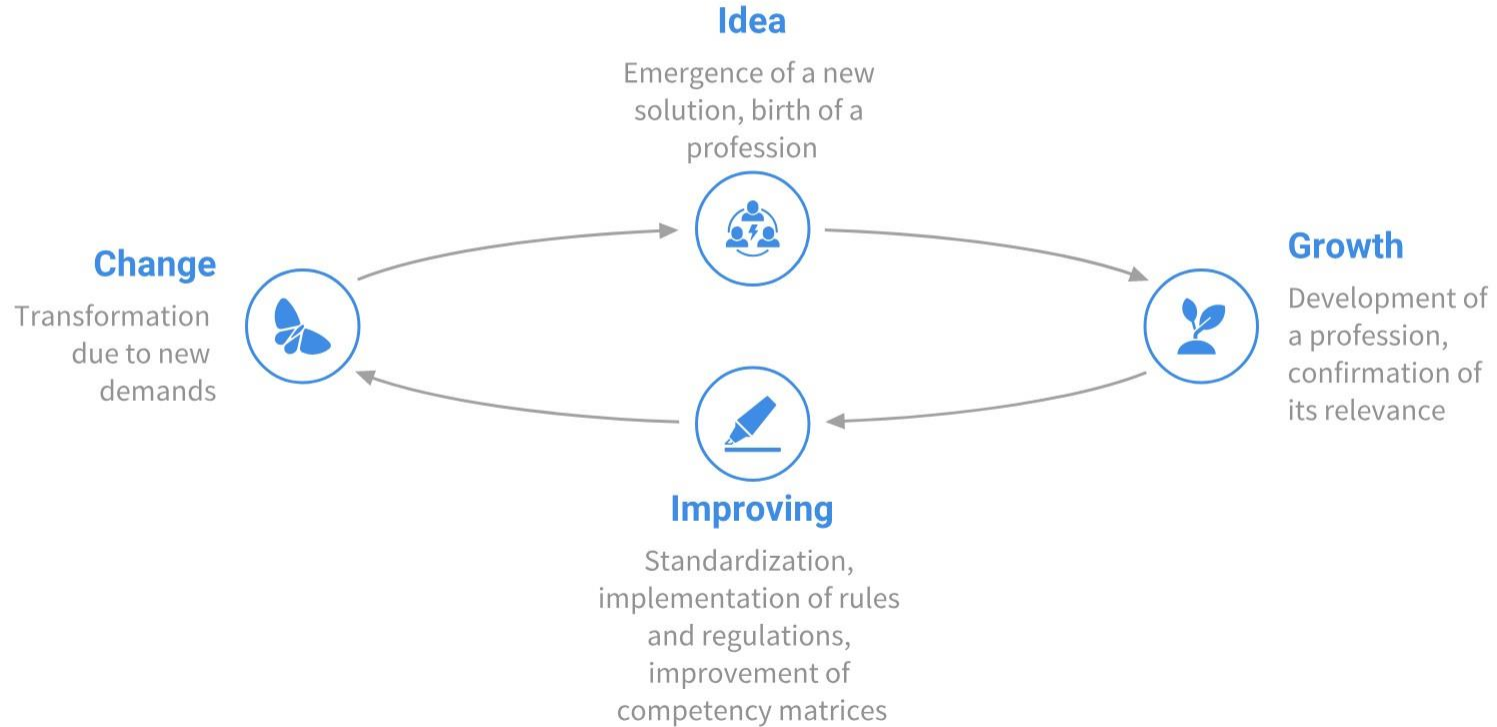 Idea
Emergence of a new
solution, birth of a
profession
Growth
Development of
a profession,
confirmation of
its relevance
Improving
Standardization,
implementation of rules
and regulations,
improvement of
competency matrices
Change
Transformation
due to new
demands